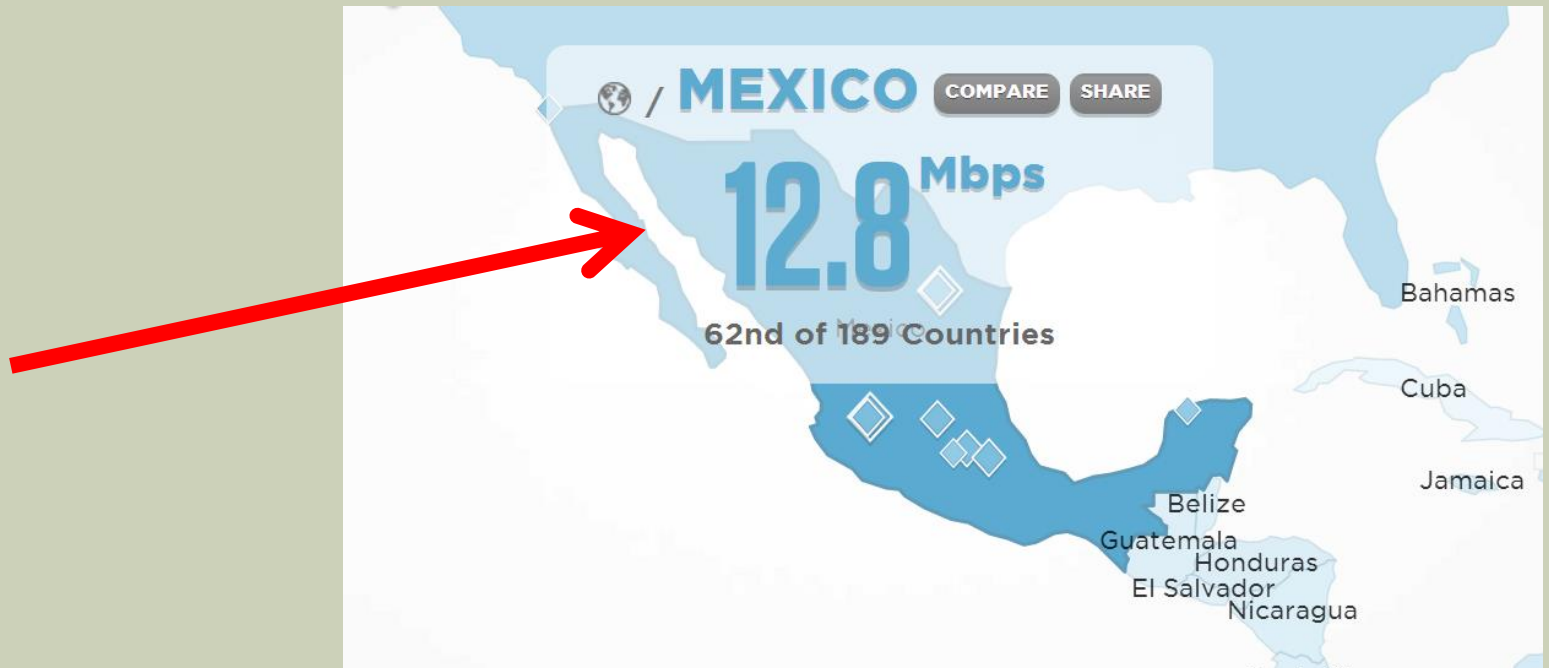 / MEXICO COMPARE SHARE
12.8 Mbps
Mexico
62nd of 189 Countries
Bahamas
Cuba
Jamaica
Belize
Guatemala
Honduras
El Salvador
Nicaragua